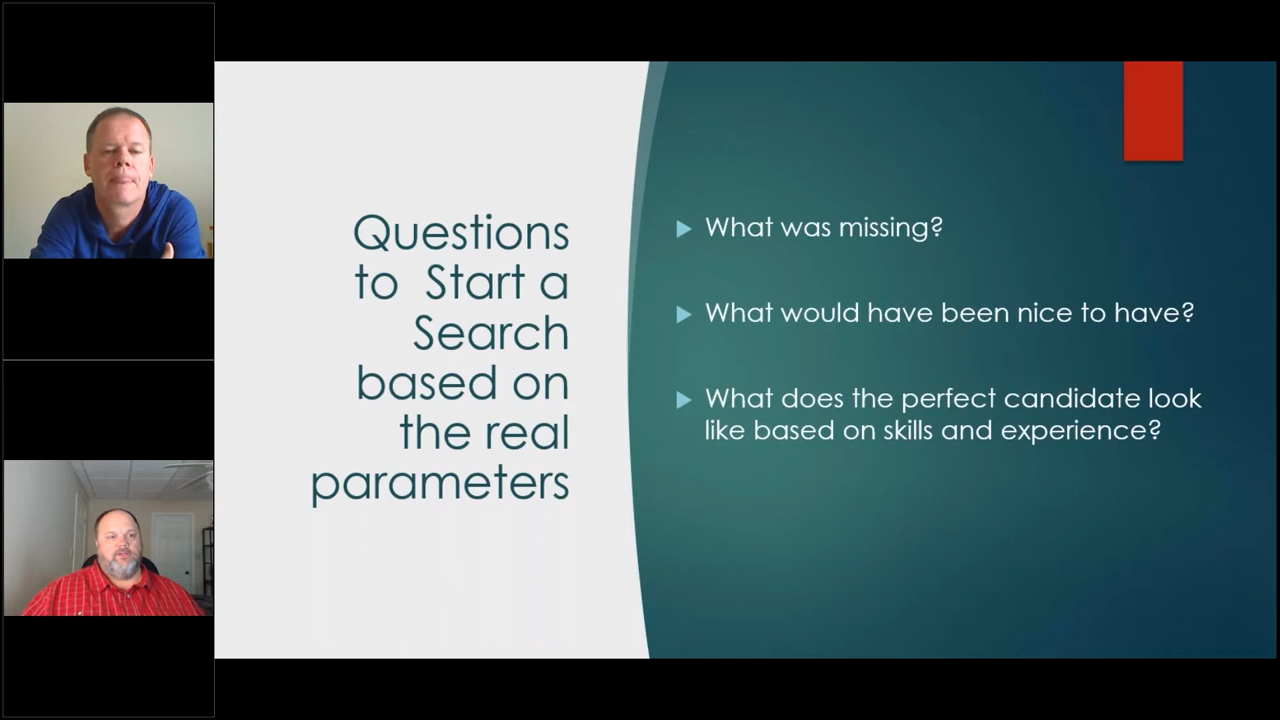 Questions
to  Start a
Search
based on
the real
parameters
What was missing?
What would have been nice to have?
What does the perfect candidate look
like based on skills and experience?